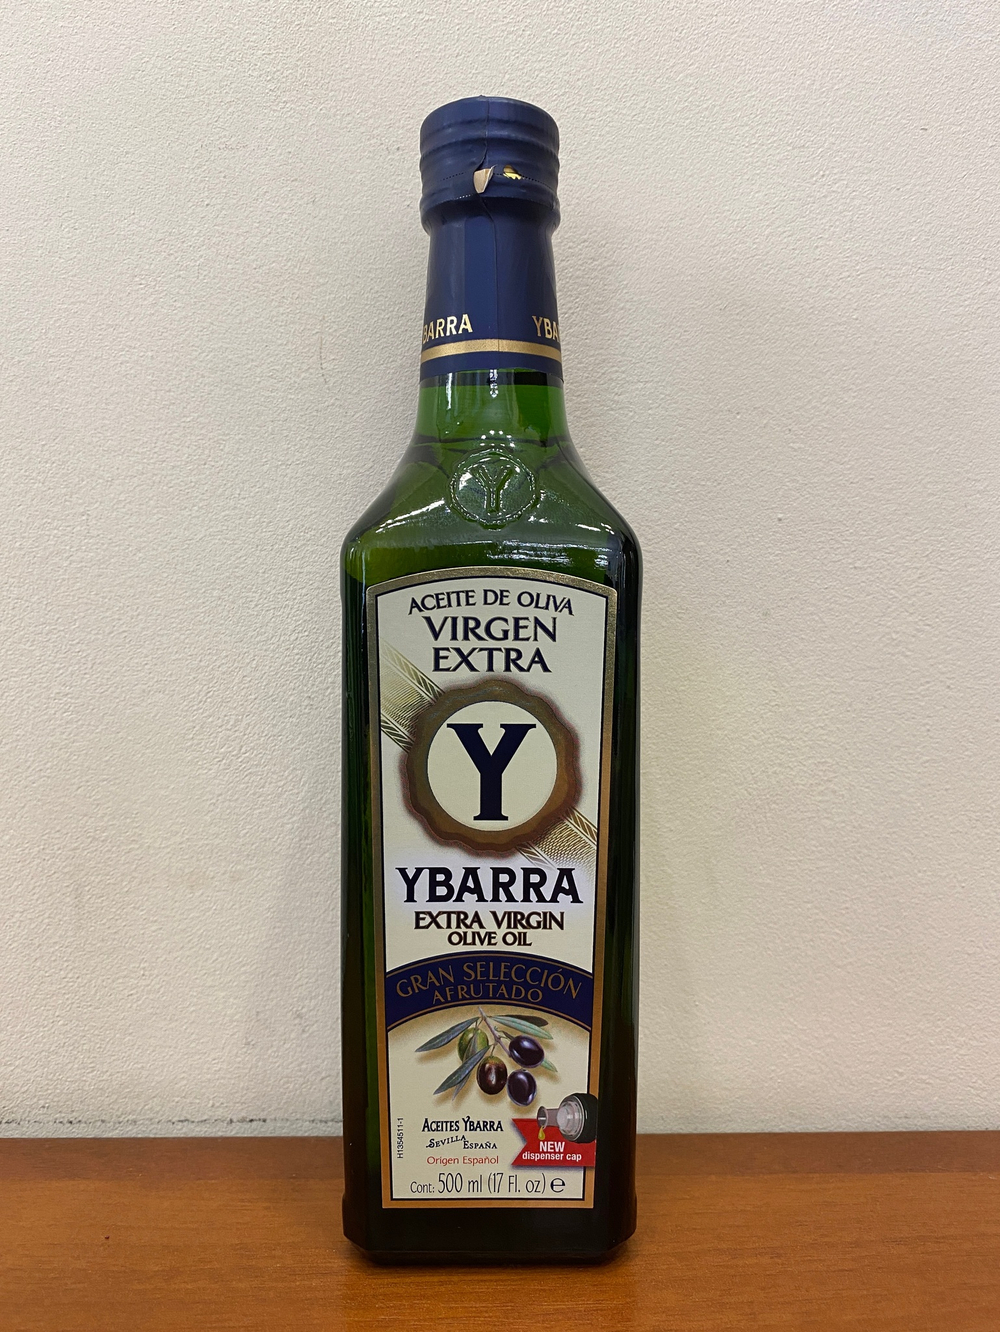 BARRA YBA
Y
ACEITE DE OLIVA
VIRGEN
EXTRA
Y
YBARRA
EXTRA VIRGIN
OLIVE OIL
GRAN SELECCIÓN
AFRUTADO
ACEITES YBARRA
SEVILLA ESPAÑA
Origen Español
NEW
dispenser cap
Cont: 500 ml (17 Fl. oz) e
H1354511-1